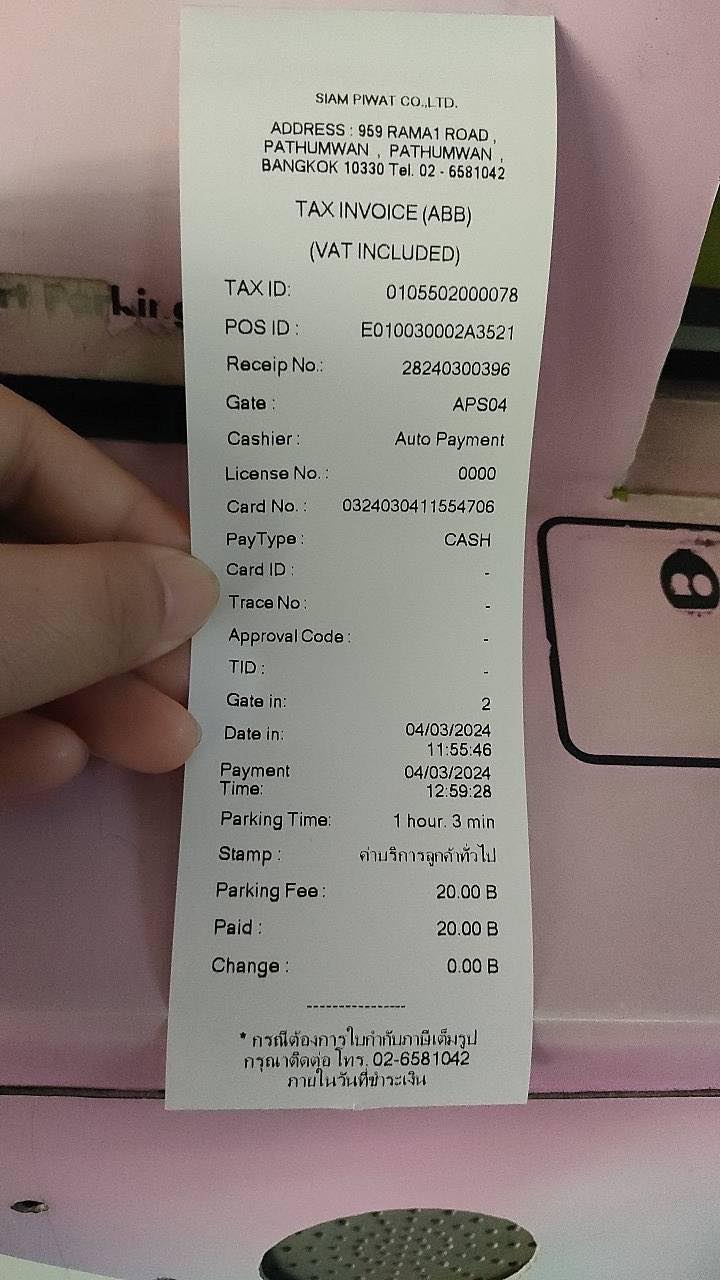 SIAM PIWAT CO.,LTD.
ADDRESS : 959 RAMA1 ROAD ,
PATHUMWAN , PATHUMWAN ,
BANGKOK 10330 Tel. 02 - 6581042
TAX INVOICE (ABB)
(VAT INCLUDED)
TAX ID: 0105502000078
POS ID : E010030002A3521
Receip No.: 28240300396
Gate : APS04
Cashier : Auto Payment
License No. : 0000
Card No. : 0324030411554706
PayType : CASH
Card ID : -
Trace No : -
Approval Code : -
TID : -
Gate in: 2
Date in: 04/03/2024
11:55:46
Payment 04/03/2024
Time: 12:59:28
Parking Time: 1 hour. 3 min
Stamp : ค่าบริการลูกค้าทั่วไป
Parking Fee : 20.00 B
Paid : 20.00 B
Change : 0.00 B
----------------
* กรณีต้องการใบกำกับภาษีเต็มรูป
กรุณาติดต่อ โทร. 02-6581042
ภายในวันที่ชำระเงิน
Parking
a